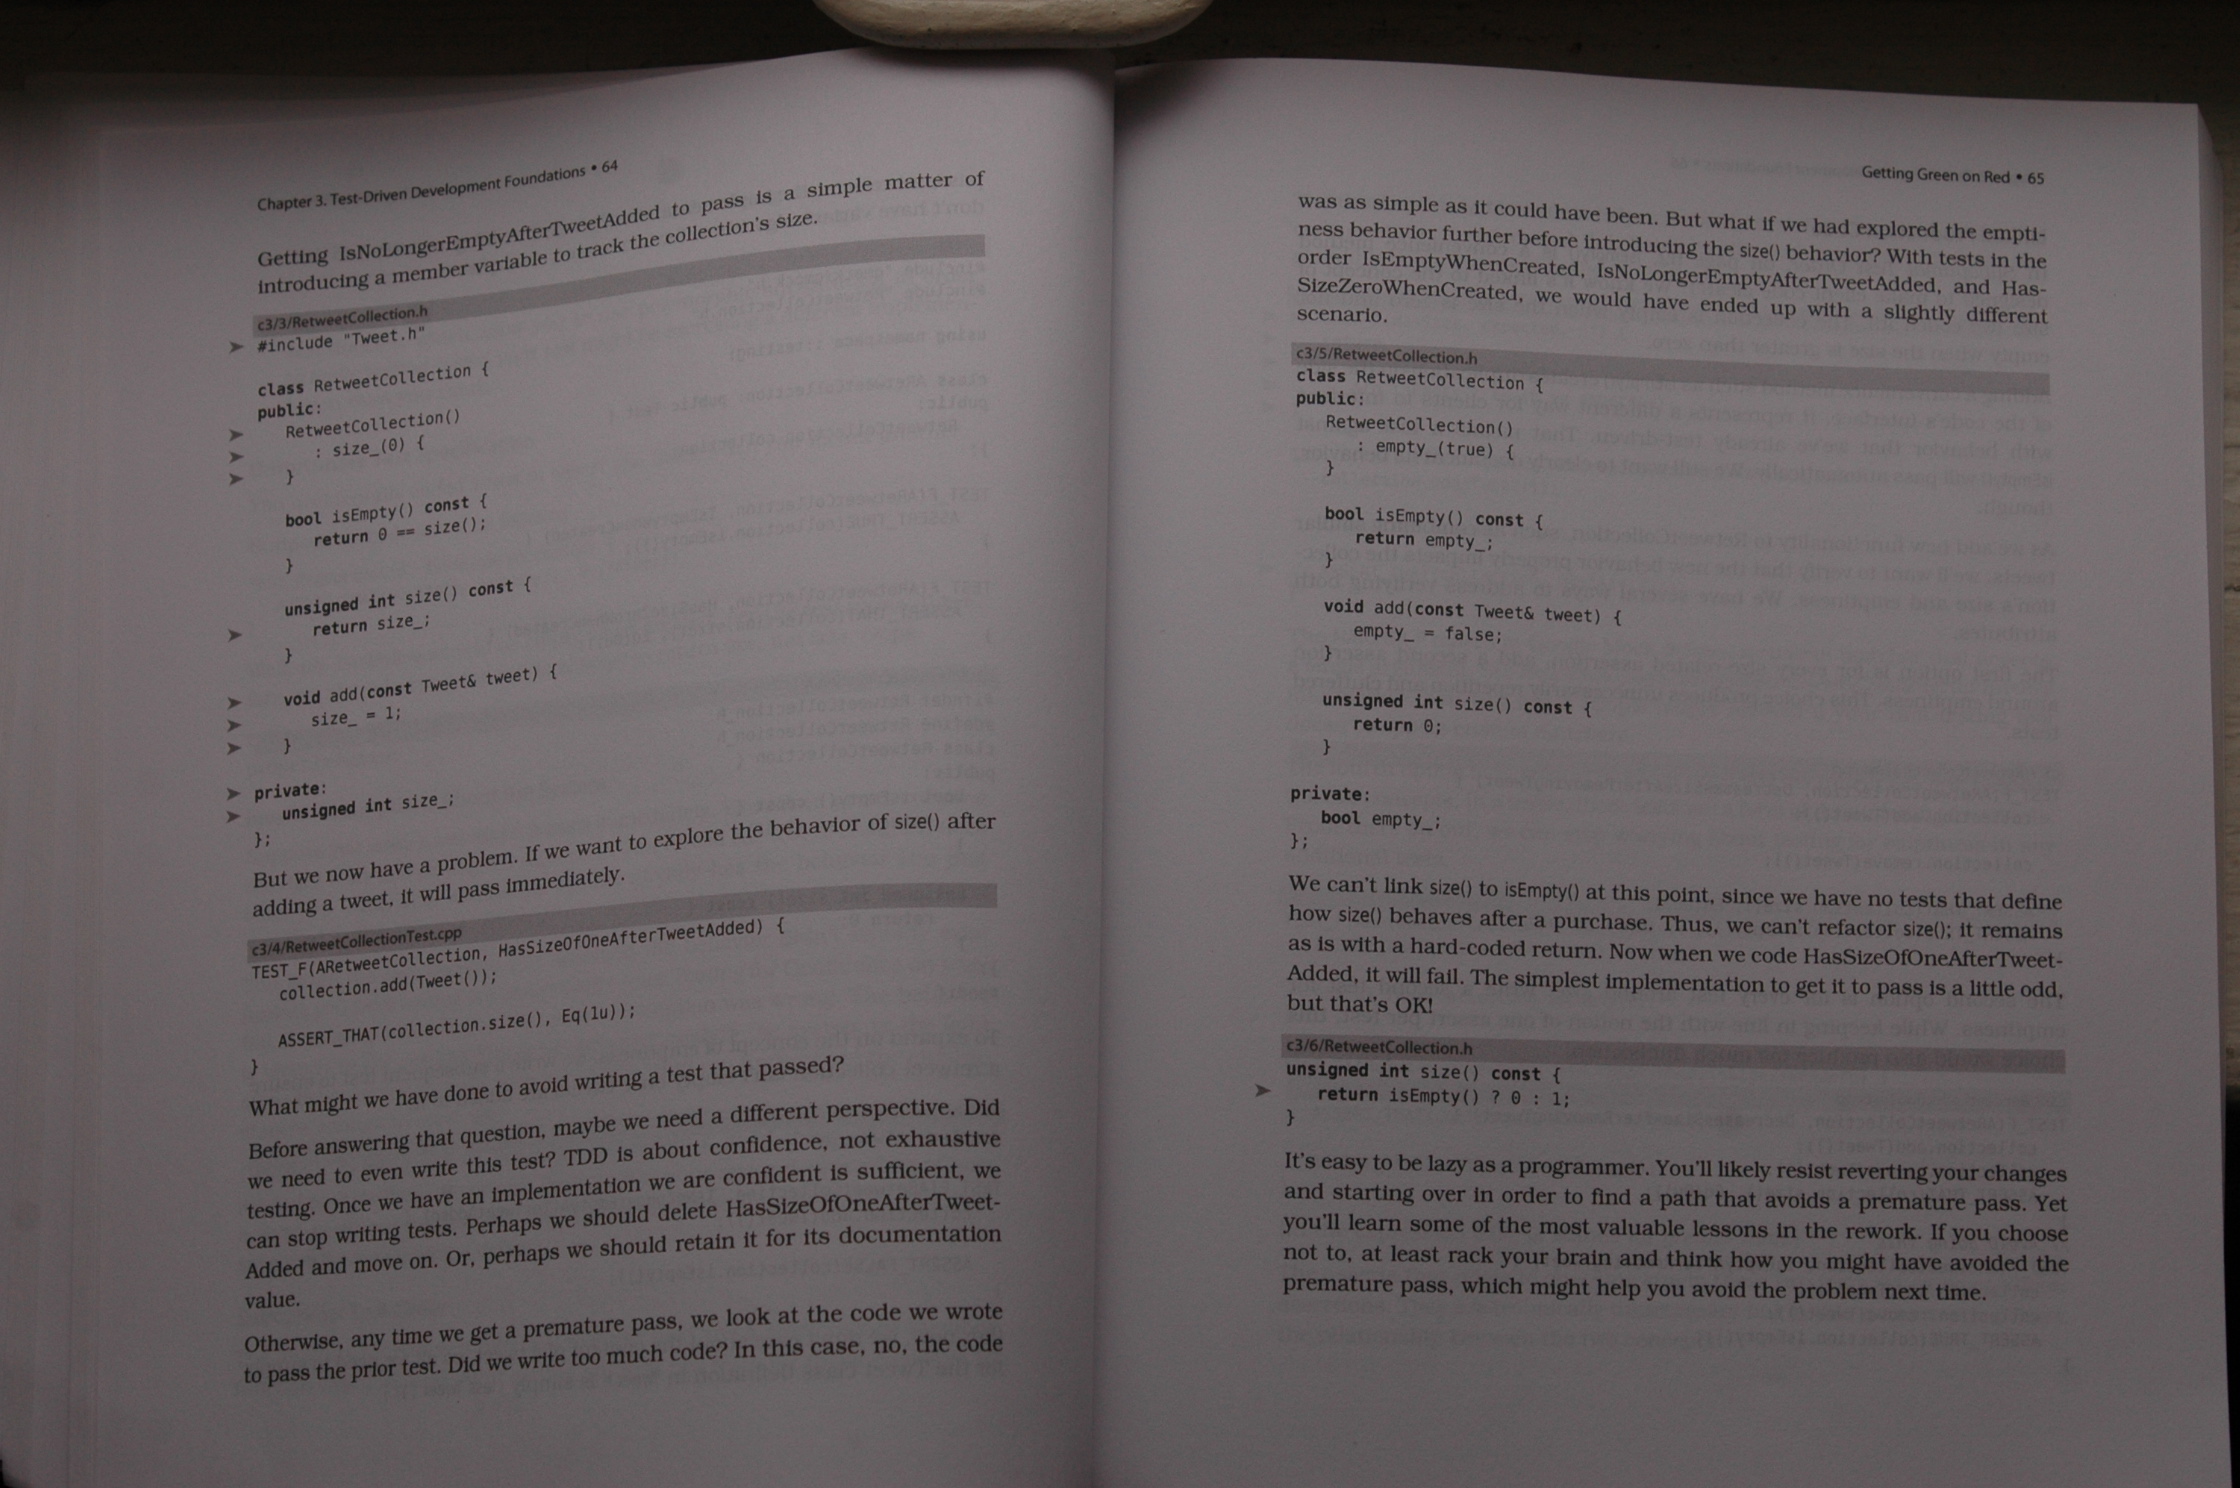 Chapter 3. Test-Driven Development Foundations • 64
Getting IsNoLongerEmptyAfterTweetAdded to pass is a simple matter of
introducing a member variable to track the collection's size.
c3/3/RetweetCollection.h
#include "Tweet.h"
class RetweetCollection {
public:
RetweetCollection()
: size_(0) {
}
bool isEmpty() const {
return 0 == size();
}
unsigned int size() const {
return size_;
}
void add(const Tweet& tweet) {
size_ = 1;
}
private:
unsigned int size_;
};
But we now have a problem. If we want to explore the behavior of size() after
adding a tweet, it will pass immediately.
c3/4/RetweetCollectionTest.cpp
TEST_F(ARetweetCollection, HasSizeOfOneAfterTweetAdded) {
collection.add(Tweet());
ASSERT_THAT(collection.size(), Eq(1u));
}
What might we have done to avoid writing a test that passed?
Before answering that question, maybe we need a different perspective. Did
we need to even write this test? TDD is about confidence, not exhaustive
testing. Once we have an implementation we are confident is sufficient, we
can stop writing tests. Perhaps we should delete HasSizeOfOneAfterTweet-
Added and move on. Or, perhaps we should retain it for its documentation
value.
Otherwise, any time we get a premature pass, we look at the code we wrote
to pass the prior test. Did we write too much code? In this case, no, the code
Getting Green on Red • 65
was as simple as it could have been. But what if we had explored the empti-
ness behavior further before introducing the size() behavior? With tests in the
order IsEmptyWhenCreated, IsNoLongerEmptyAfterTweetAdded, and Has-
SizeZeroWhenCreated, we would have ended up with a slightly different
scenario.
c3/5/RetweetCollection.h
class RetweetCollection {
public:
RetweetCollection()
: empty_(true) {
}
bool isEmpty() const {
return empty_;
}
void add(const Tweet& tweet) {
empty_ = false;
}
unsigned int size() const {
return 0;
}
private:
bool empty_;
};
We can't link size() to isEmpty() at this point, since we have no tests that define
how size() behaves after a purchase. Thus, we can't refactor size(); it remains
as is with a hard-coded return. Now when we code HasSizeOfOneAfterTweet-
Added, it will fail. The simplest implementation to get it to pass is a little odd,
but that's OK!
c3/6/RetweetCollection.h
unsigned int size() const {
return isEmpty() ? 0 : 1;
}
It's easy to be lazy as a programmer. You'll likely resist reverting your changes
and starting over in order to find a path that avoids a premature pass. Yet
you'll learn some of the most valuable lessons in the rework. If you choose
not to, at least rack your brain and think how you might have avoided the
premature pass, which might help you avoid the problem next time.